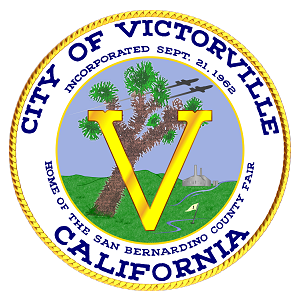 CITY OF VICTORVILLE
INCORPORATED SEPT. 21, 1962
V
HOME OF THE SAN BERNARDINO COUNTY FAIR
CALIFORNIA